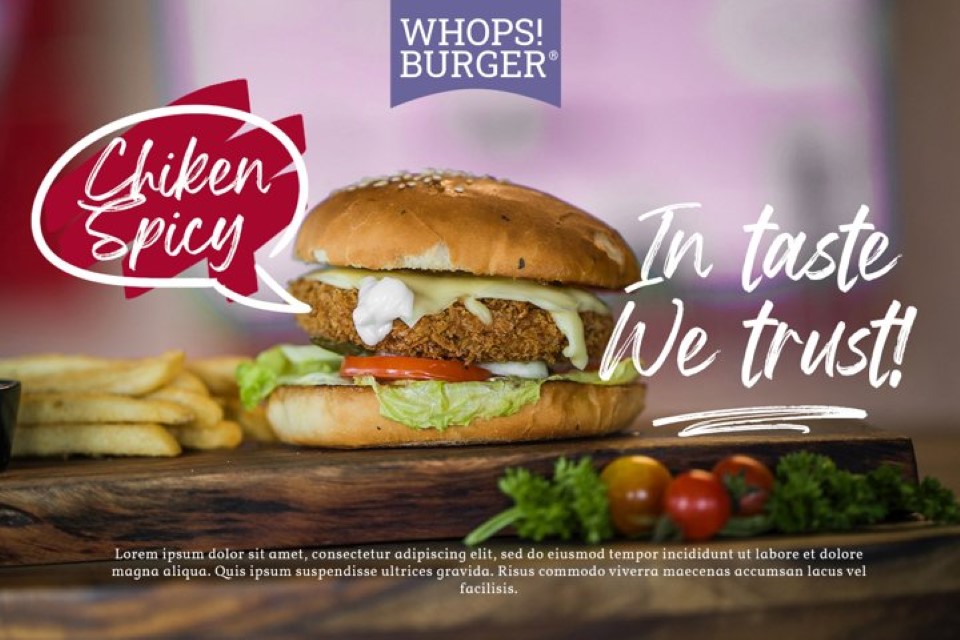 WHOPS!
BURGER®
Chiken
Spicy
In taste
We trust!
Lorem ipsum dolor sit amet, consectetur adipiscing elit, sed do eiusmod tempor incididunt ut labore et dolore
magna aliqua. Quis ipsum suspendisse ultrices gravida. Risus commodo viverra maecenas accumsan lacus vel
facilisis.